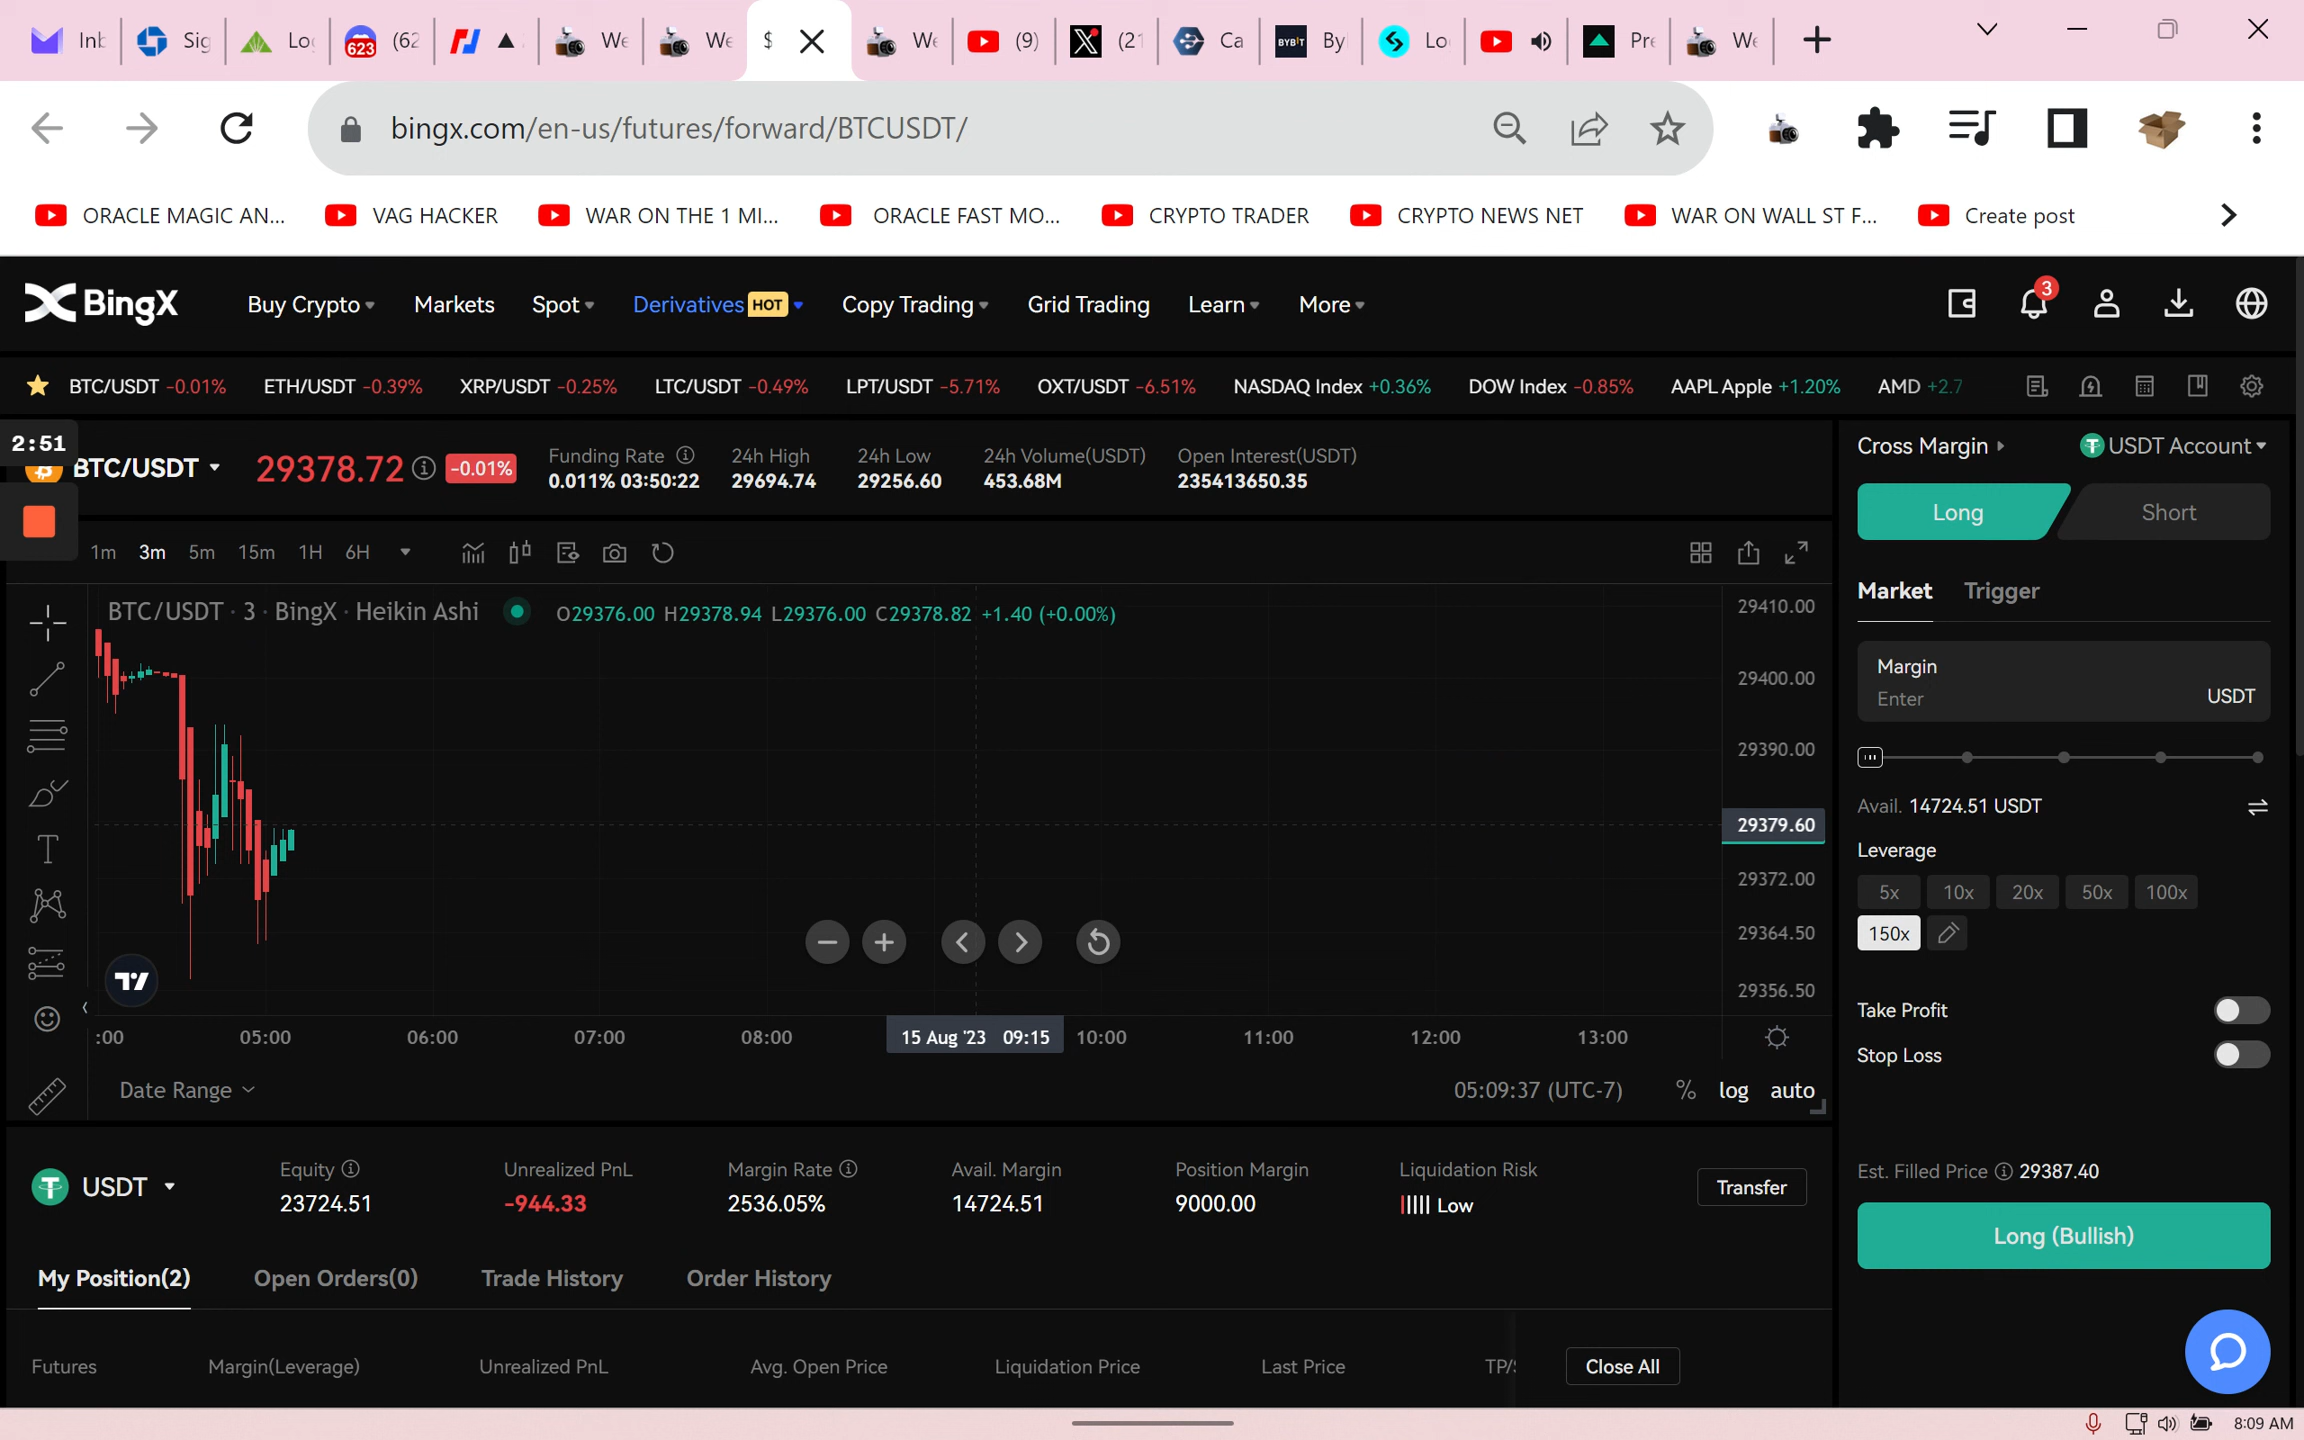 Inb Sig Lo 623 (62 ▲ We We $ We (9) (21 Ca BYBIT By Lo Pre We
bingx.com/en-us/futures/forward/BTCUSDT/
ORACLE MAGIC AN... VAG HACKER WAR ON THE 1 MI... ORACLE FAST MO... CRYPTO TRADER CRYPTO NEWS NET WAR ON WALL ST F... Create post
BingX Buy Crypto Markets Spot Derivatives HOT Copy Trading Grid Trading Learn More 3
BTC/USDT -0.01% ETH/USDT -0.39% XRP/USDT -0.25% LTC/USDT -0.49% LPT/USDT -5.71% OXT/USDT -6.51% NASDAQ Index +0.36% DOW Index -0.85% AAPL Apple +1.20% AMD +2.7
2:51
BTC/USDT 29378.72 -0.01%
Funding Rate 24h High 24h Low 24h Volume(USDT) Open Interest(USDT)
0.011% 03:50:22 29694.74 29256.60 453.68M 235413650.35
Cross Margin USDT Account
Long Short
1m 3m 5m 15m 1H 6H
BTC/USDT · 3 · BingX · Heikin Ashi O29376.00 H29378.94 L29376.00 C29378.82 +1.40 (+0.00%)
29410.00
29400.00
29390.00
29379.60
29372.00
29364.50
29356.50
:00 05:00 06:00 07:00 08:00 15 Aug '23 09:15 10:00 11:00 12:00 13:00
Date Range 05:09:37 (UTC-7) % log auto
Market Trigger
Margin
Enter USDT
Avail. 14724.51 USDT
Leverage
5x 10x 20x 50x 100x
150x
Take Profit
Stop Loss
Est. Filled Price 29387.40
Long (Bullish)
USDT
Equity Unrealized PnL Margin Rate Avail. Margin Position Margin Liquidation Risk
23724.51 -944.33 2536.05% 14724.51 9000.00 Low
Transfer
My Position(2) Open Orders(0) Trade History Order History
Futures Margin(Leverage) Unrealized PnL Avg. Open Price Liquidation Price Last Price TP/S Close All
8:09 AM